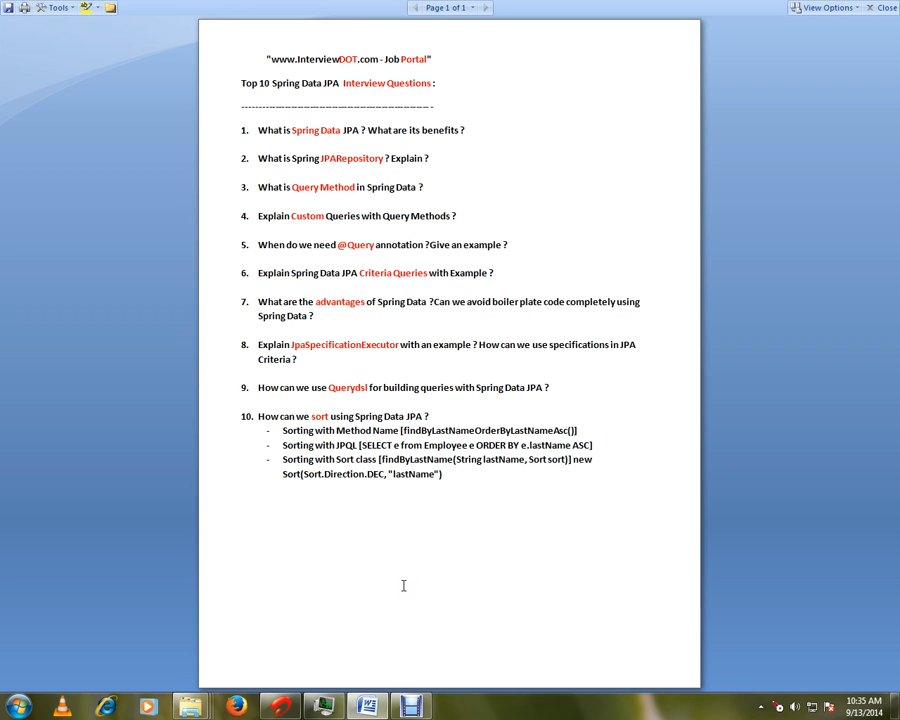 Tools
Page 1 of 1
View Options
Close
"www.InterviewDOT.com - Job Portal"
Top 10 Spring Data JPA Interview Questions :
-------------------------------------------------------
1. What is Spring Data JPA ? What are its benefits ?
2. What is Spring JPARepository ? Explain ?
3. What is Query Method in Spring Data ?
4. Explain Custom Queries with Query Methods ?
5. When do we need @Query annotation ?Give an example ?
6. Explain Spring Data JPA Criteria Queries with Example ?
7. What are the advantages of Spring Data ?Can we avoid boiler plate code completely using
Spring Data ?
8. Explain JpaSpecificationExecutor with an example ? How can we use specifications in JPA
Criteria ?
9. How can we use Querydsl for building queries with Spring Data JPA ?
10. How can we sort using Spring Data JPA ?
- Sorting with Method Name [findByLastNameOrderByLastNameAsc()]
- Sorting with JPQL [SELECT e from Employee e ORDER BY e.lastName ASC]
- Sorting with Sort class [findByLastName(String lastName, Sort sort)] new
Sort(Sort.Direction.DEC, "lastName")
10:35 AM
9/13/2014